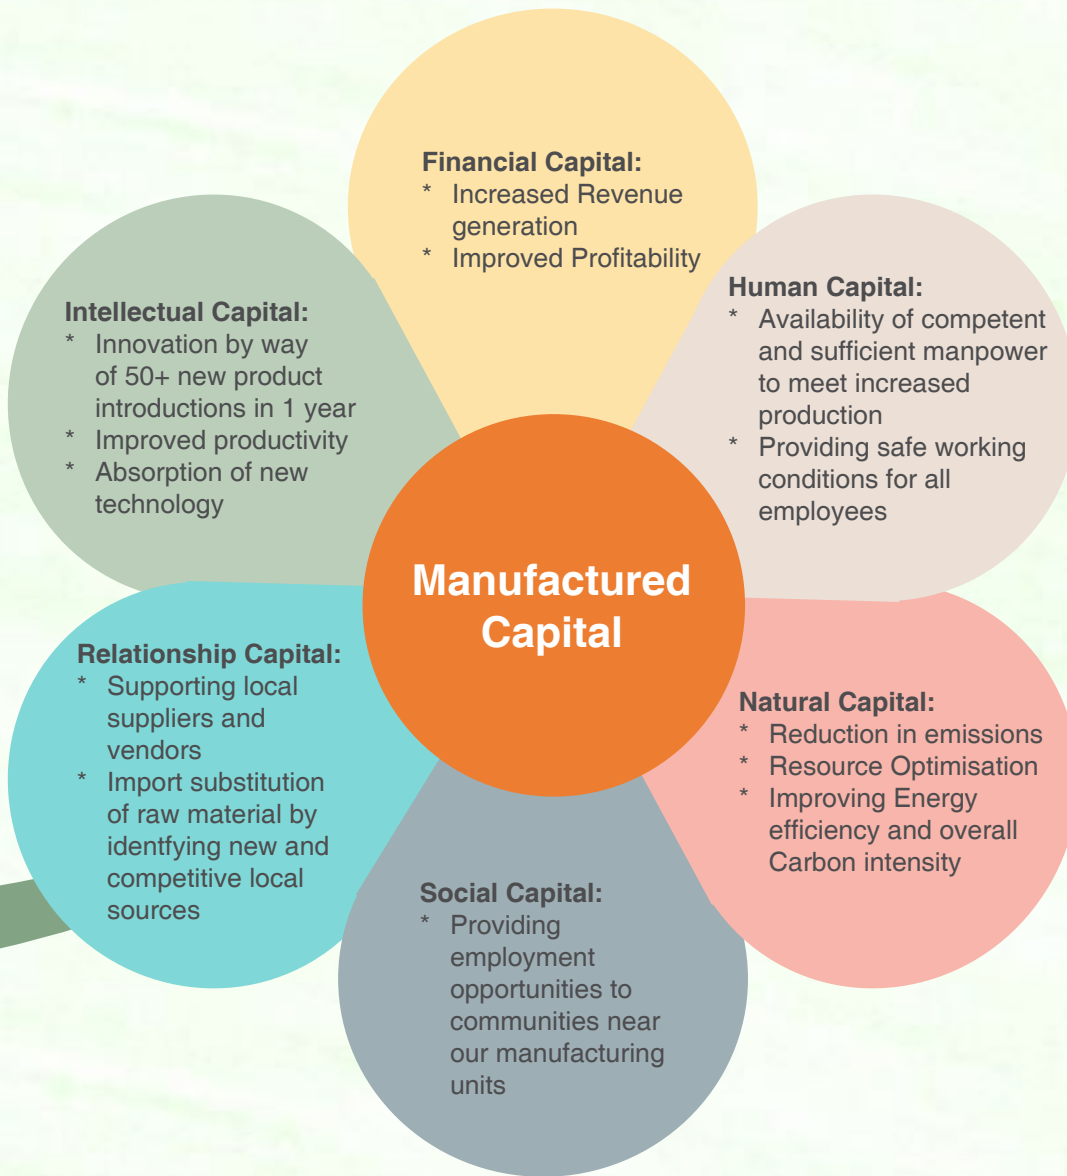 Financial Capital:
* Increased Revenue
generation
* Improved Profitability
Human Capital:
* Availability of competent
and sufficient manpower
to meet increased
production
* Providing safe working
conditions for all
employees
Intellectual Capital:
* Innovation by way
of 50+ new product
introductions in 1 year
* Improved productivity
* Absorption of new
technology
Manufactured
Capital
Relationship Capital:
* Supporting local
suppliers and
vendors
* Import substitution
of raw material by
identfying new and
competitive local
sources
Natural Capital:
* Reduction in emissions
* Resource Optimisation
* Improving Energy
efficiency and overall
Carbon intensity
Social Capital:
* Providing
employment
opportunities to
communities near
our manufacturing
units